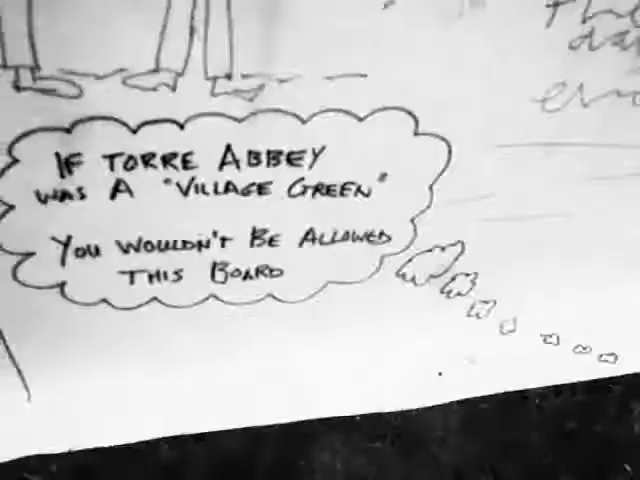 IF TORRE ABBEY
WAS A "VILLAGE GREEN"
YOU WOULDN'T BE ALLOWED
THIS BOARD